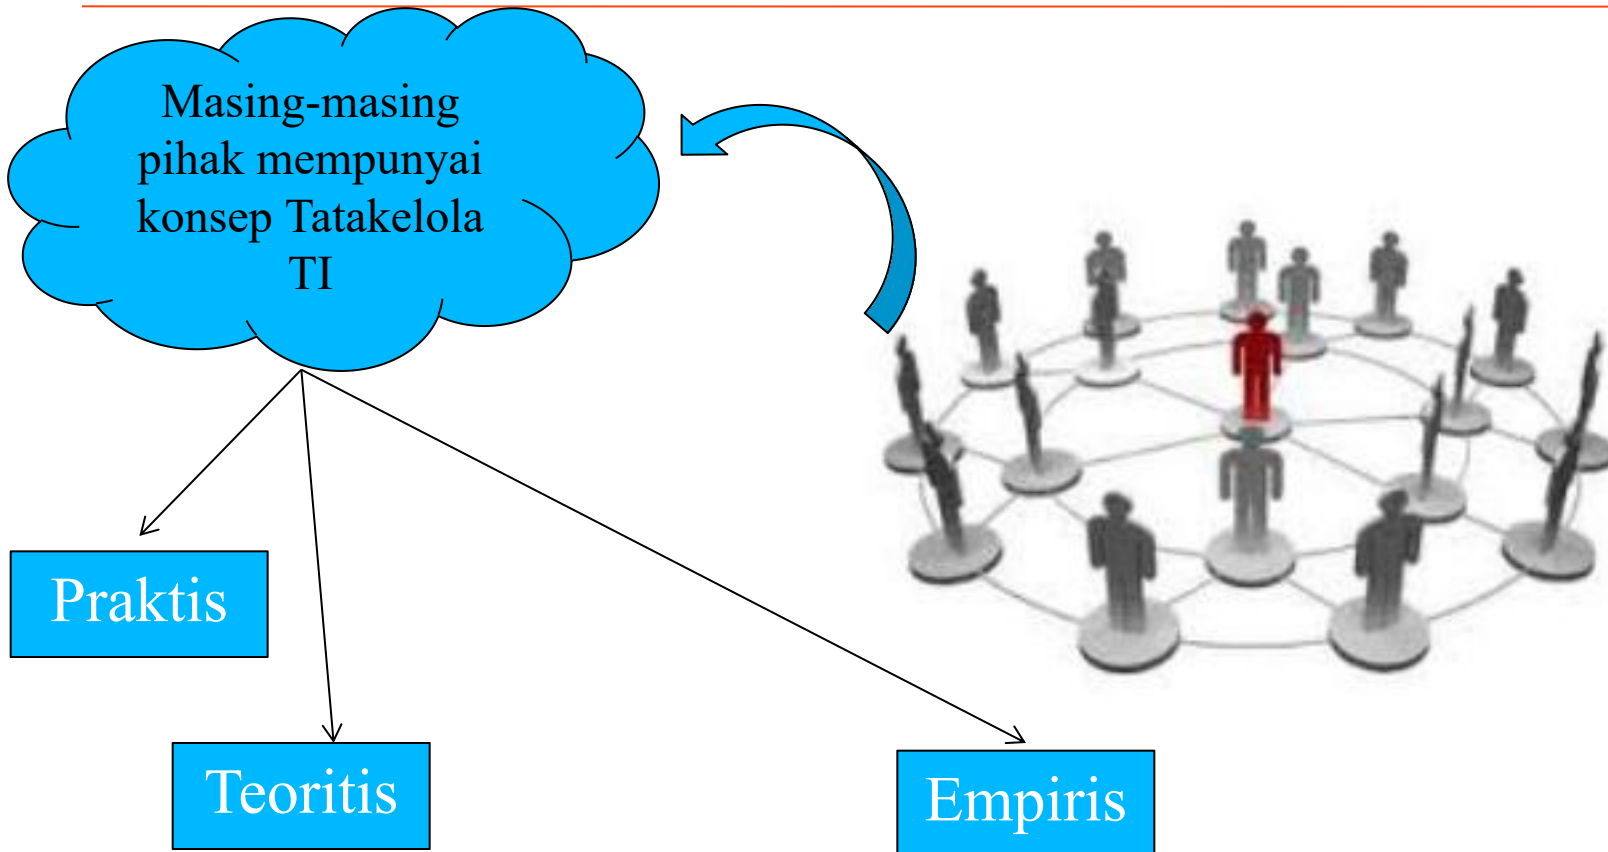 Masing-masing
pihak mempunyai
konsep Tatakelola
TI
Praktis
Teoritis
Empiris